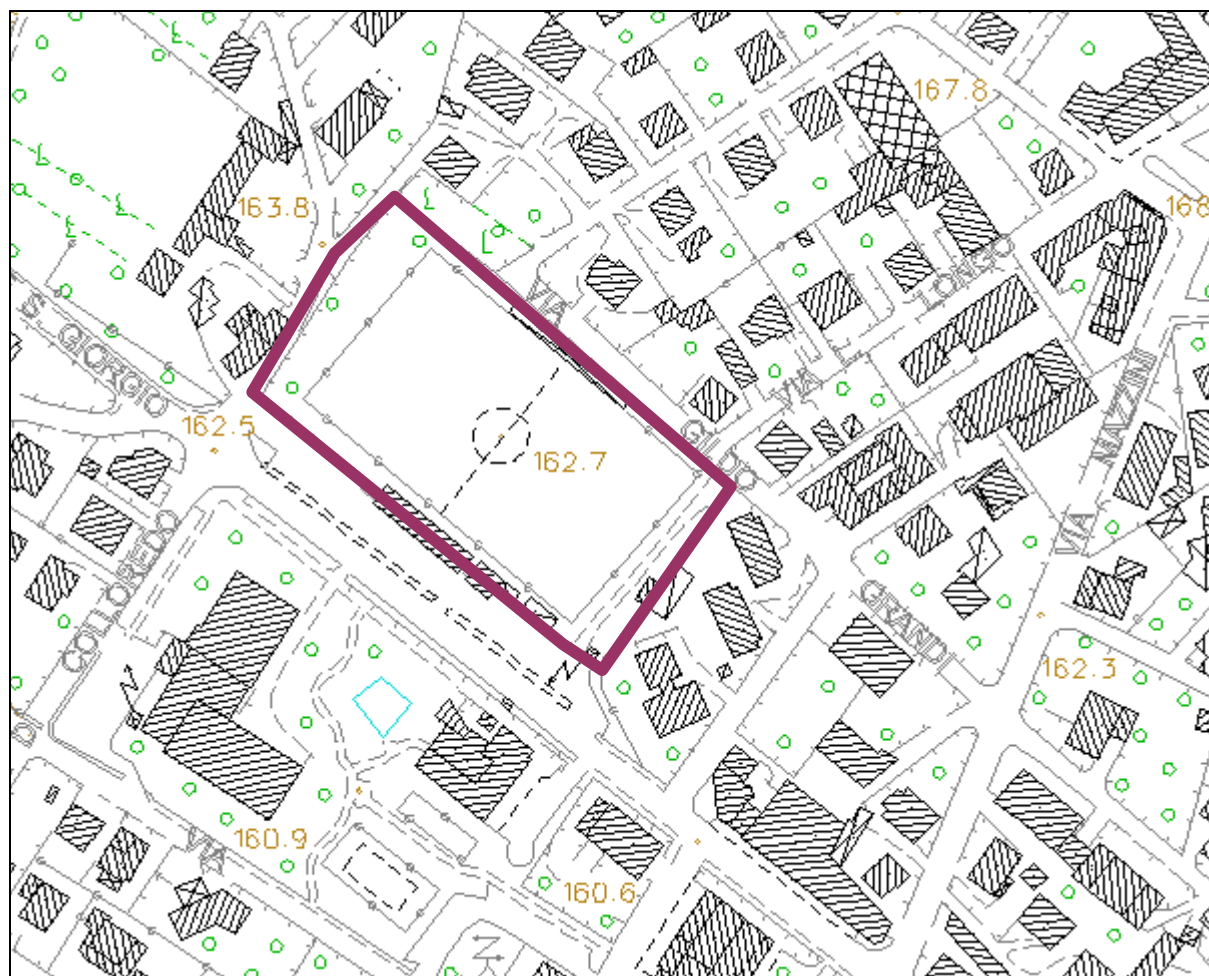 167.8
163.8
168
S. GIORGIO
VIA
LONGO
VIA
162.5
162.7
MAZZINI
VIA
COLLOREDO
GRANDI
162.3
DI
160.9
VIA
160.6